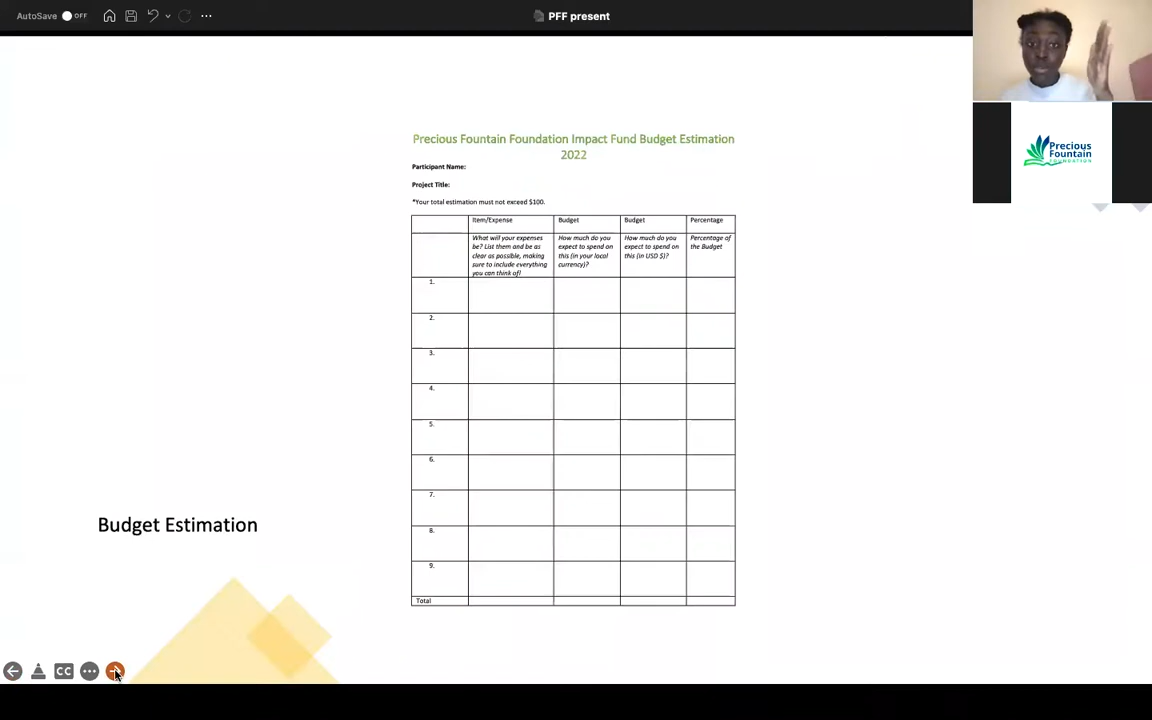 AutoSave OFF
PFF present
Precious
Fountain
FOUNDATION
Precious Fountain Foundation Impact Fund Budget Estimation
2022
Participant Name:
Project Title:
*Your total estimation must not exceed $100.
Item/Expense Budget Budget Percentage
What will your expenses How much do you How much do you Percentage of
be? List them and be as expect to spend on expect to spend on the Budget
clear as possible, making this (in your local this (in USD $)?
sure to include everything currency)?
you can think of!
1.
2.
3.
4.
5.
6.
7.
8.
9.
Total
Budget Estimation
CC